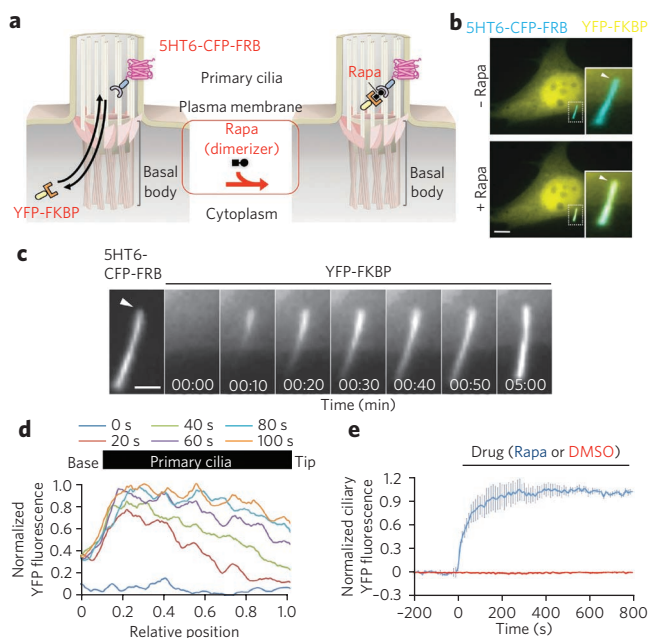 a
5HT6-CFP-FRB
Primary cilia
Plasma membrane
Rapa
(dimerizer)
Basal
body
YFP-FKBP
Cytoplasm
Rapa
Basal
body
b
5HT6-CFP-FRB YFP-FKBP
– Rapa
+ Rapa
c
5HT6-
CFP-FRB
YFP-FKBP
00:00 00:10 00:20 00:30 00:40 00:50 05:00
Time (min)
d
0 s 40 s 80 s
20 s 60 s 100 s
Base Primary cilia Tip
Normalized
YFP fluorescence
1.0
0.8
0.6
0.4
0.2
0
0 0.2 0.4 0.6 0.8 1.0
Relative position
e
Drug (Rapa or DMSO)
Normalized ciliary
YFP fluorescence
1.2
0.9
0.6
0.3
0
–0.3
–200 0 200 400 600 800
Time (s)